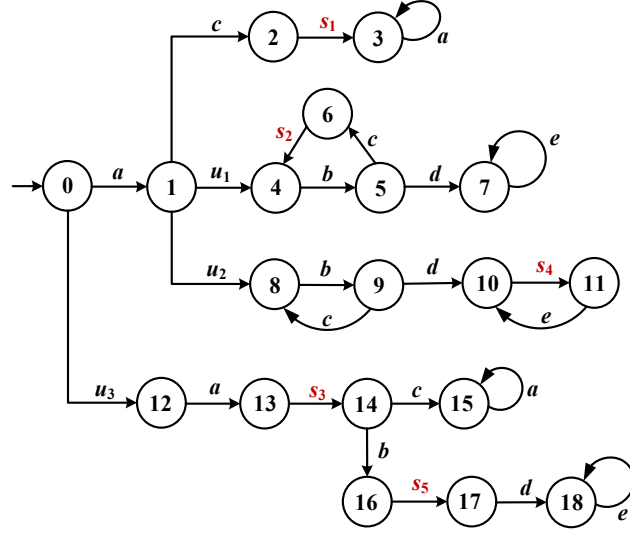 c s₁ a
2 3
6
s₂ c e
0 a 1 u₁ 4 b 5 d 7
u₂ 8 b 9 d 10 s₄ 11
c e
u₃ 12 a 13 s₃ 14 c 15 a
b
16 s₅ 17 d 18 e